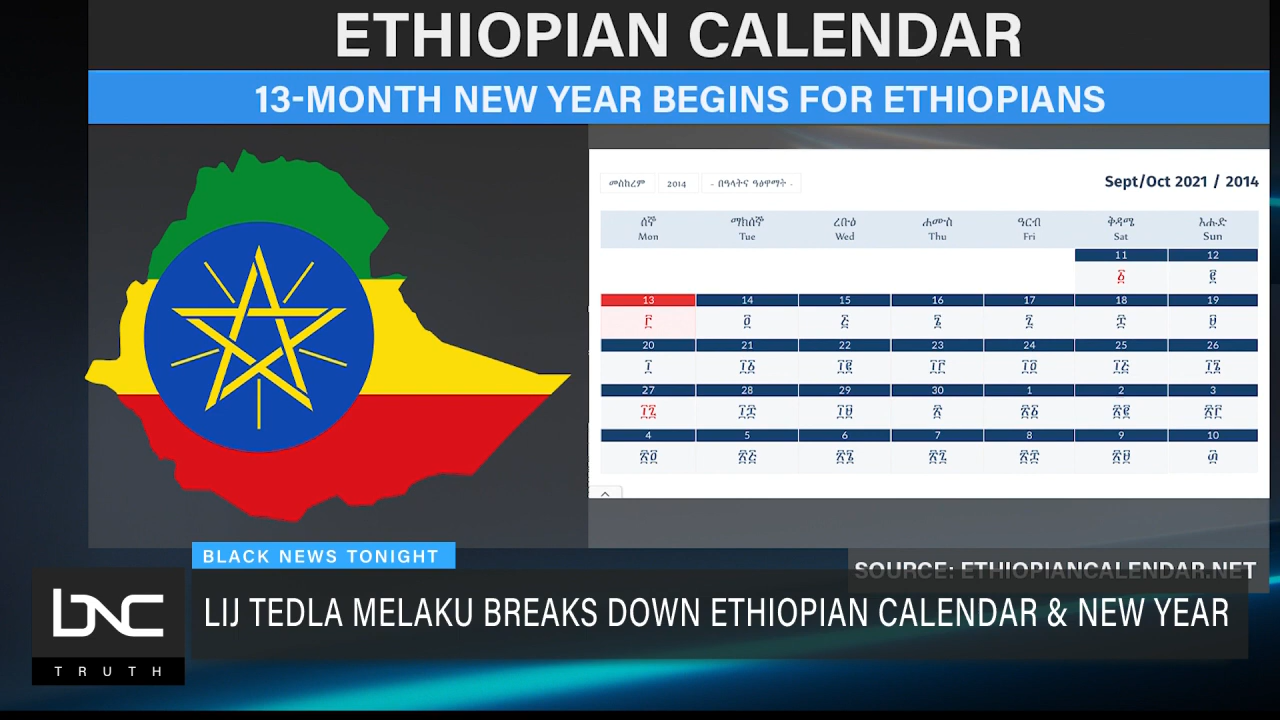 ETHIOPIAN CALENDAR
13-MONTH NEW YEAR BEGINS FOR ETHIOPIANS
መስከረም 2014 - በዓላትና ዓፅዋማት - Sept/Oct 2021 / 2014
ሰኞ ማክሰኞ ረቡዕ ሐሙስ ዓርብ ቅዳሜ እሑድ
Mon Tue Wed Thu Fri Sat Sun
11 12
፩ ፪
13 14 15 16 17 18 19
፫ ፬ ፭ ፮ ፯ ፰ ፱
20 21 22 23 24 25 26
፲ ፲፩ ፲፪ ፲፫ ፲፬ ፲፭ ፲፮
27 28 29 30 1 2 3
፲፯ ፲፰ ፲፱ ፳ ፳፩ ፳፪ ፳፫
4 5 6 7 8 9 10
፳፬ ፳፭ ፳፮ ፳፯ ፳፰ ፳፱ ፴
BLACK NEWS TONIGHT
SOURCE: ETHIOPIANCALENDAR.NET
LIJ TEDLA MELAKU BREAKS DOWN ETHIOPIAN CALENDAR & NEW YEAR
BNC
TRUTH